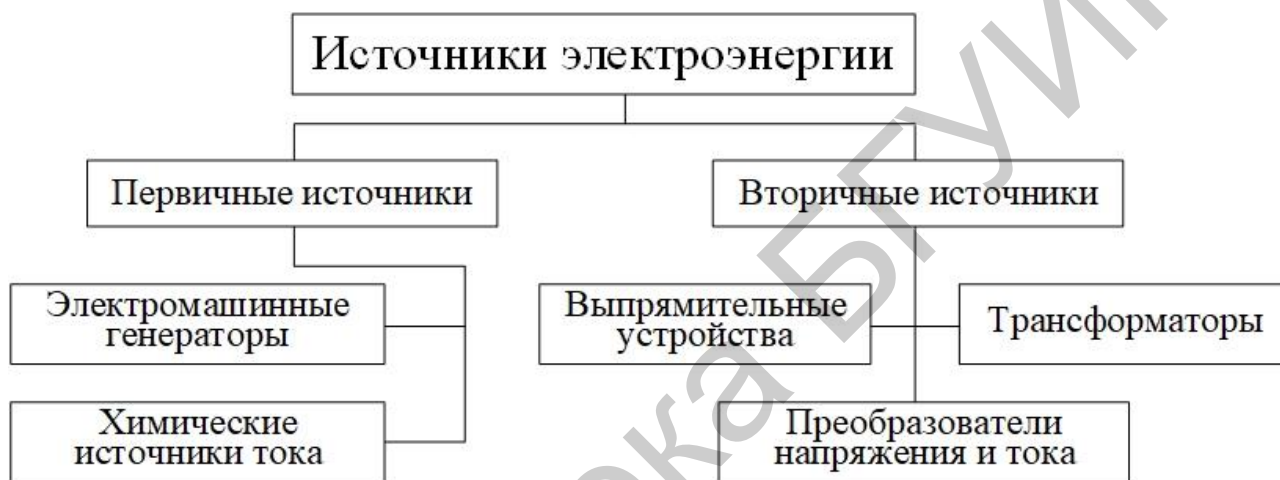 Источники электроэнергии
Первичные источники
Вторичные источники
Электромашинные
генераторы
Выпрямительные
устройства
Трансформаторы
Химические
источники тока
Преобразователи
напряжения и тока